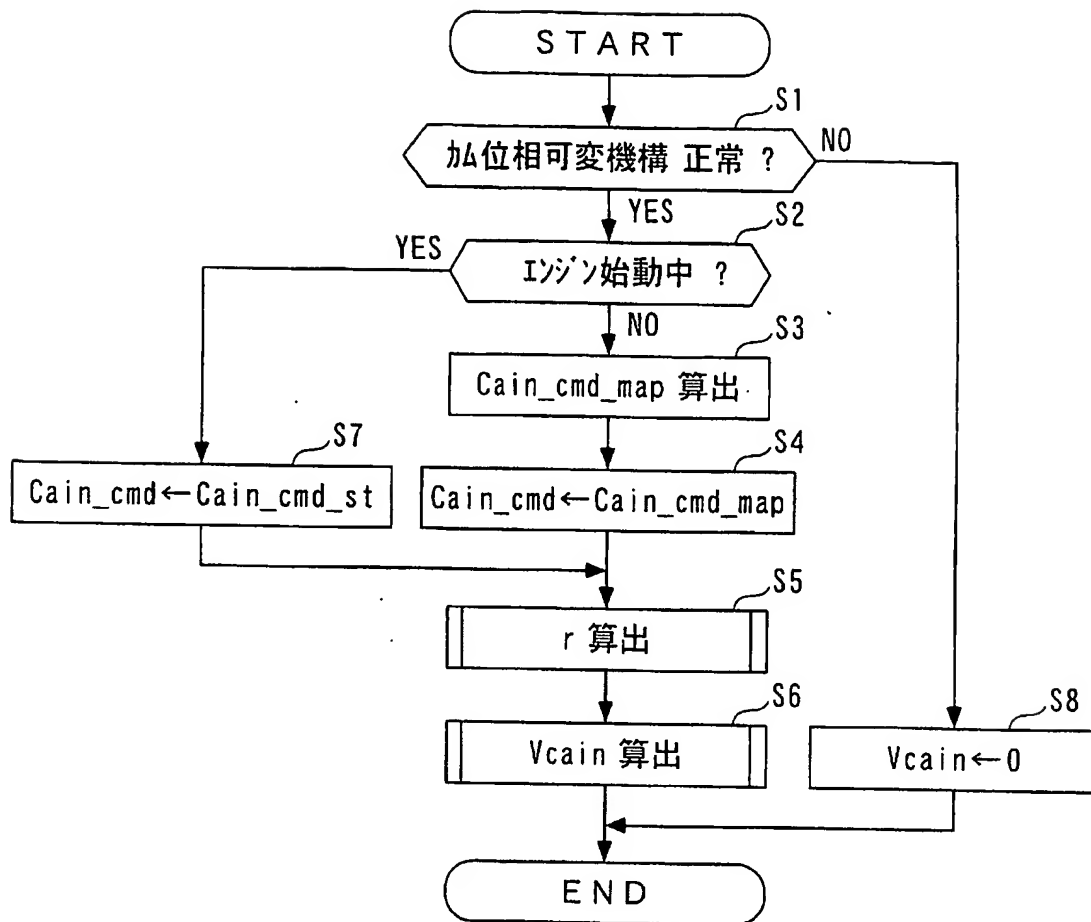 START
S1
ｶﾑ位相可変機構 正常 ?
NO
YES
S2
YES
ｴﾝｼﾞﾝ始動中 ?
NO
S3
Cain_cmd_map 算出
S7
S4
Cain_cmd←Cain_cmd_st
Cain_cmd←Cain_cmd_map
S5
r 算出
S6
S8
Vcain 算出
Vcain←0
END